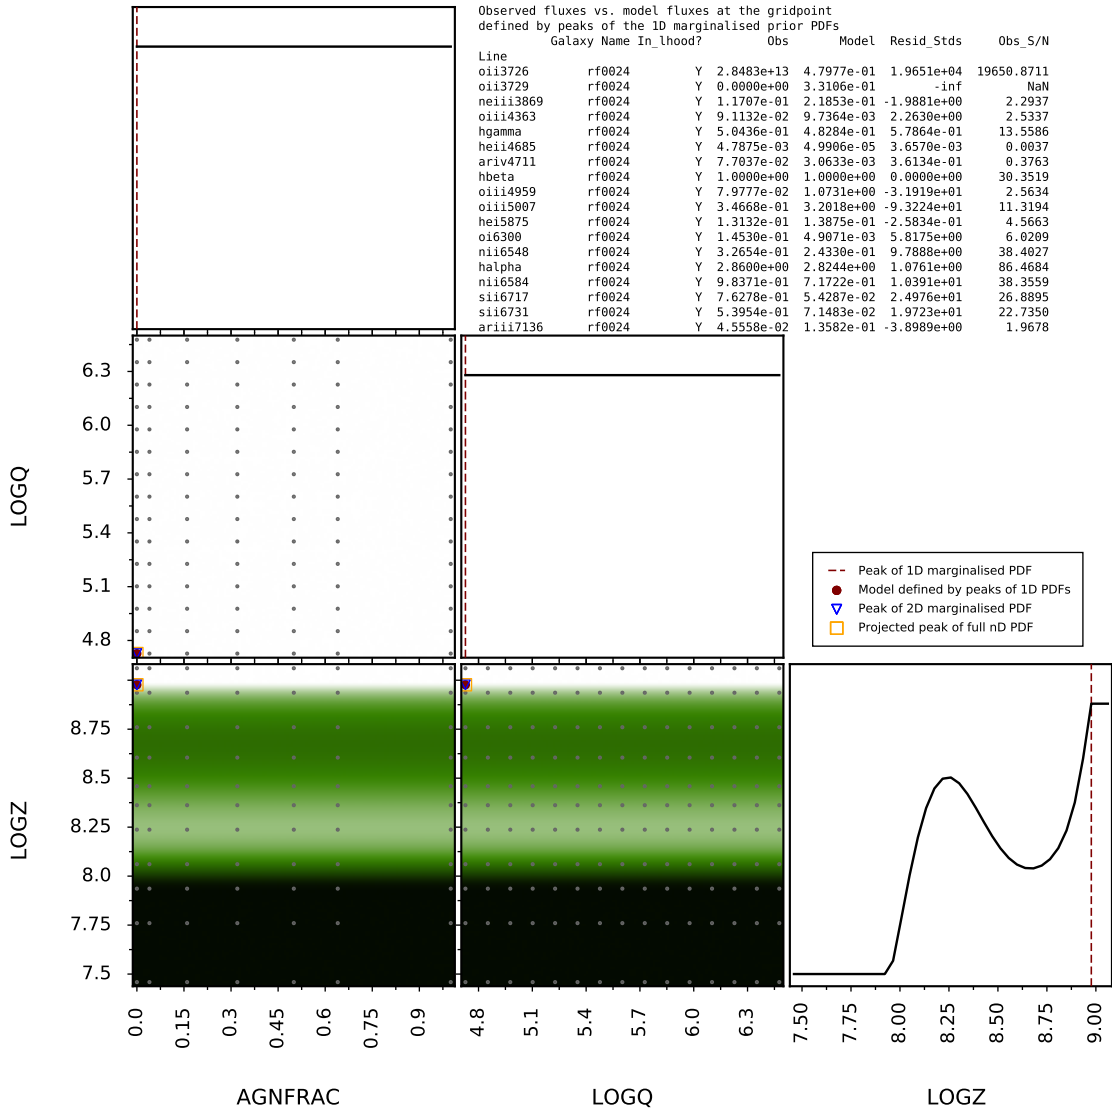 Observed fluxes vs. model fluxes at the gridpoint
defined by peaks of the 1D marginalised prior PDFs
Galaxy Name In_lhood? Obs Model Resid_Stds Obs_S/N
Line
oii3726 rf0024 Y 2.8483e+13 4.7977e-01 1.9651e+04 19650.8711
oii3729 rf0024 Y 0.0000e+00 3.3106e-01 -inf NaN
neiii3869 rf0024 Y 1.1707e-01 2.1853e-01 -1.9881e+00 2.2937
oiii4363 rf0024 Y 9.1132e-02 9.7364e-03 2.2630e+00 2.5337
hgamma rf0024 Y 5.0436e-01 4.8284e-01 5.7864e-01 13.5586
heii4685 rf0024 Y 4.7875e-03 4.9906e-05 3.6570e-03 0.0037
ariv4711 rf0024 Y 7.7037e-02 3.0633e-03 3.6134e-01 0.3763
hbeta rf0024 Y 1.0000e+00 1.0000e+00 0.0000e+00 30.3519
oiii4959 rf0024 Y 7.9777e-02 1.0731e+00 -3.1919e+01 2.5634
oiii5007 rf0024 Y 3.4668e-01 3.2018e+00 -9.3224e+01 11.3194
hei5875 rf0024 Y 1.3132e-01 1.3875e-01 -2.5834e-01 4.5663
oi6300 rf0024 Y 1.4530e-01 4.9071e-03 5.8175e+00 6.0209
nii6548 rf0024 Y 3.2654e-01 2.4330e-01 9.7888e+00 38.4027
halpha rf0024 Y 2.8600e+00 2.8244e+00 1.0761e+00 86.4684
nii6584 rf0024 Y 9.8371e-01 7.1722e-01 1.0391e+01 38.3559
sii6717 rf0024 Y 7.6278e-01 5.4287e-02 2.4976e+01 26.8895
sii6731 rf0024 Y 5.3954e-01 7.1483e-02 1.9723e+01 22.7350
ariii7136 rf0024 Y 4.5558e-02 1.3582e-01 -3.8989e+00 1.9678
LOGQ
6.3
6.0
5.7
5.4
5.1
4.8
Peak of 1D marginalised PDF
Model defined by peaks of 1D PDFs
Peak of 2D marginalised PDF
Projected peak of full nD PDF
LOGZ
8.75
8.5
8.25
8.0
7.75
7.5
0.0 0.15 0.3 0.45 0.6 0.75 0.9
4.8 5.1 5.4 5.7 6.0 6.3
7.50 7.75 8.00 8.25 8.50 8.75 9.00
AGNFRAC LOGQ LOGZ